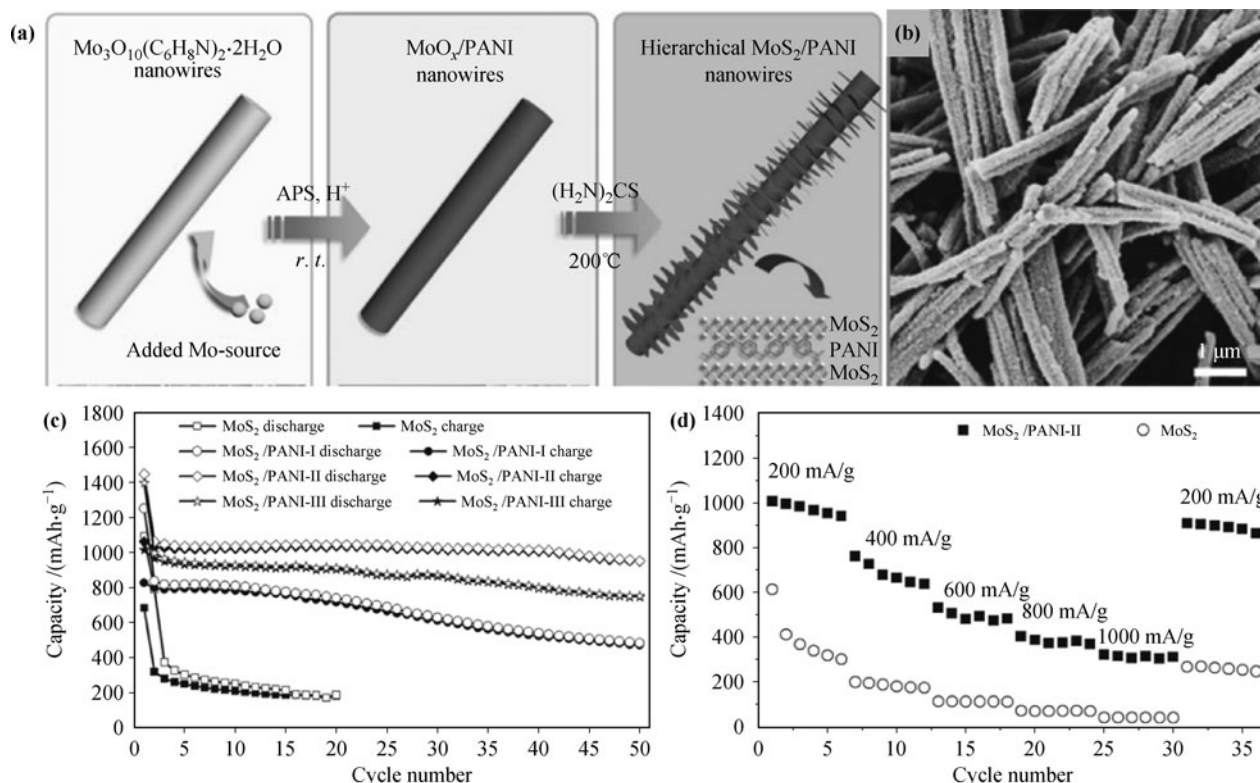 (a)
Mo₃O₁₀(C₆H₈N)₂·2H₂O
nanowires
MoOₓ/PANI
nanowires
Hierarchical MoS₂/PANI
nanowires
APS, H⁺
r. t.
(H₂N)₂CS
200℃
Added Mo-source
MoS₂
PANI
MoS₂
(b)
1 μm
(c)
Capacity /(mAh·g⁻¹)
1800
1600
1400
1200
1000
800
600
400
200
0
MoS₂ discharge
MoS₂ charge
MoS₂ /PANI-I discharge
MoS₂ /PANI-I charge
MoS₂ /PANI-II discharge
MoS₂ /PANI-II charge
MoS₂ /PANI-III discharge
MoS₂ /PANI-III charge
0 5 10 15 20 25 30 35 40 45 50
Cycle number
(d)
Capacity /(mAh·g⁻¹)
1400
1200
1000
800
600
400
200
0
MoS₂ /PANI-II
MoS₂
200 mA/g
400 mA/g
600 mA/g
800 mA/g
1000 mA/g
200 mA/g
0 5 10 15 20 25 30 35
Cycle number